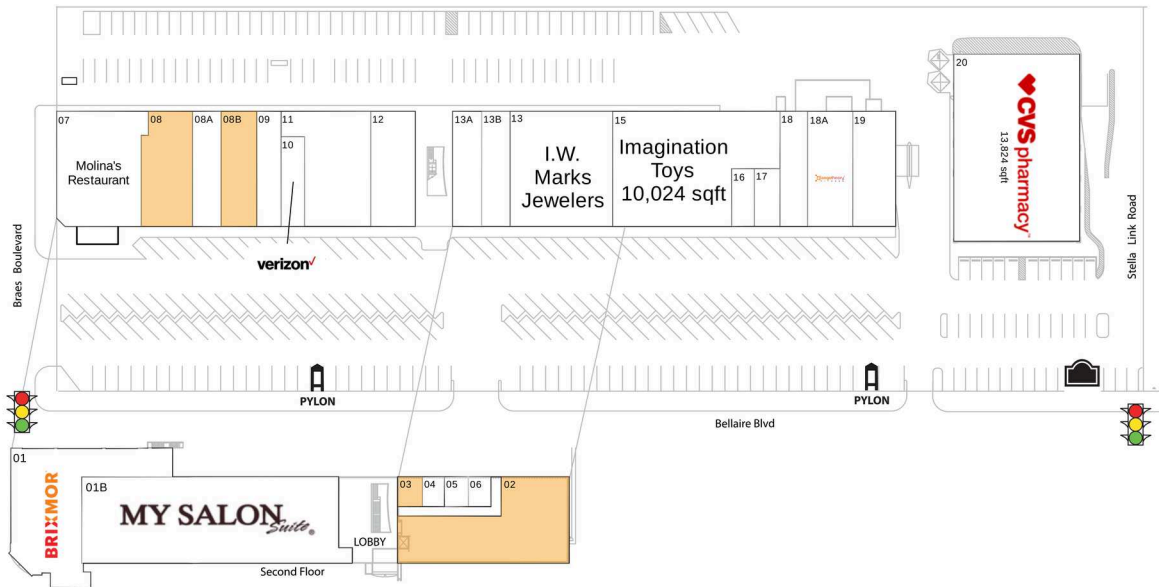 20
07
08
08A
08B
09
11
12
13A
13B
13
15
18
18A
19
10
16
17
Molina's
Restaurant
I.W.
Marks
Jewelers
Imagination
Toys
10,024 sqft
CVS pharmacy
13,824 sqft
verizon
Braes Boulevard
Stella Link Road
PYLON
PYLON
Bellaire Blvd
01
BRIXMOR
01B
MY SALON
Suite®
LOBBY
03
04
05
06
02
Second Floor